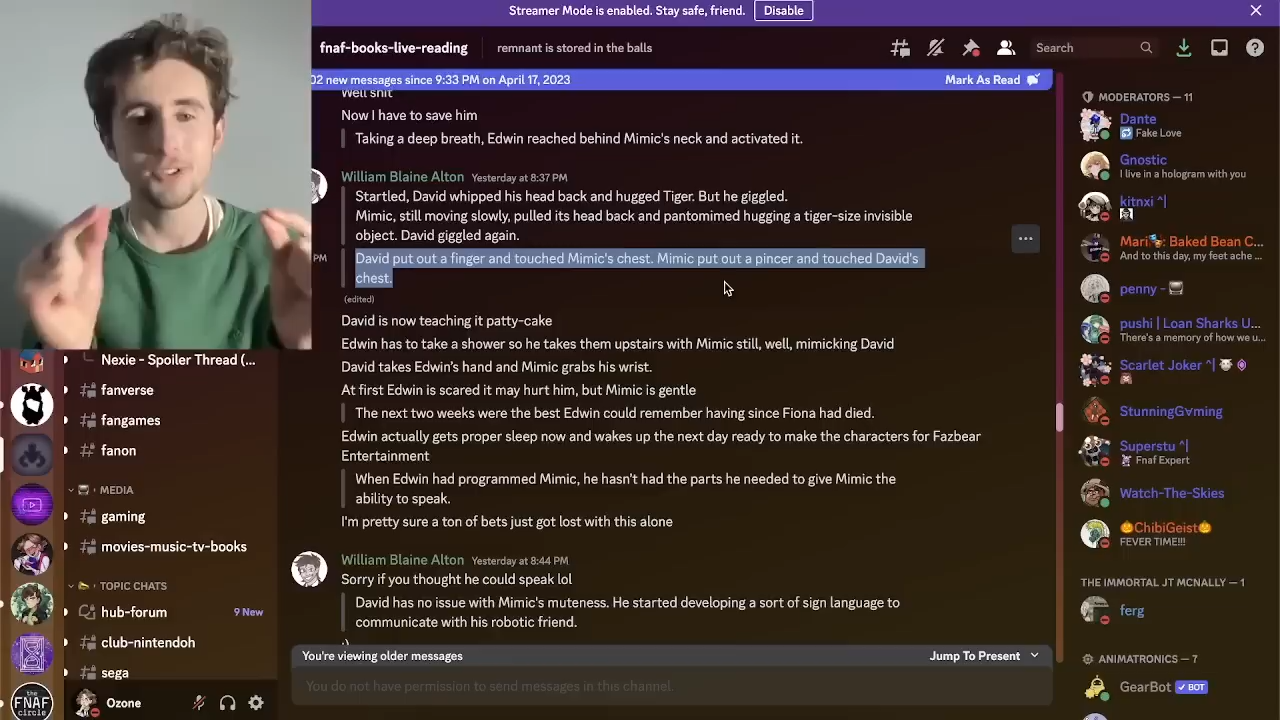 Streamer Mode is enabled. Stay safe, friend. Disable
fnaf-books-live-reading remnant is stored in the balls Search
02 new messages since 9:33 PM on April 17, 2023 Mark As Read
Well shit
Now I have to save him
Taking a deep breath, Edwin reached behind Mimic's neck and activated it.
William Blaine Alton Yesterday at 8:37 PM
Startled, David whipped his head back and hugged Tiger. But he giggled.
Mimic, still moving slowly, pulled its head back and pantomimed hugging a tiger-size invisible
object. David giggled again.
PM David put out a finger and touched Mimic's chest. Mimic put out a pincer and touched David's
chest.
(edited)
David is now teaching it patty-cake
Edwin has to take a shower so he takes them upstairs with Mimic still, well, mimicking David
David takes Edwin's hand and Mimic grabs his wrist.
At first Edwin is scared it may hurt him, but Mimic is gentle
The next two weeks were the best Edwin could remember having since Fiona had died.
Edwin actually gets proper sleep now and wakes up the next day ready to make the characters for Fazbear
Entertainment
When Edwin had programmed Mimic, he hasn't had the parts he needed to give Mimic the
ability to speak.
I'm pretty sure a ton of bets just got lost with this alone
William Blaine Alton Yesterday at 8:44 PM
Sorry if you thought he could speak lol
David has no issue with Mimic's muteness. He started developing a sort of sign language to
communicate with his robotic friend.
:)
You're viewing older messages Jump To Present
You do not have permission to send messages in this channel.
Nexie - Spoiler Thread (...
fanverse
fangames
fanon
MEDIA
gaming
movies-music-tv-books
TOPIC CHATS
hub-forum 9 New
club-nintendoh
sega
the
FNAF
circle
Ozone
MODERATORS — 11
Dante
Fake Love
Gnostic
I live in a hologram with you
kitnxi ^|
Mari🎭: Baked Bean C...
And to this day, my feet ache ...
penny -
pushi | Loan Sharks U...
There's a memory of how we u...
Scarlet Joker ^|
StunningG∀ming
Superstu ^|
Fnaf Expert
Watch-The-Skies
🎃ChibiGeist🎃
FEVER TIME!!!
THE IMMORTAL JT MCNALLY — 1
ferg
ANIMATRONICS — 7
GearBot ✓ BOT